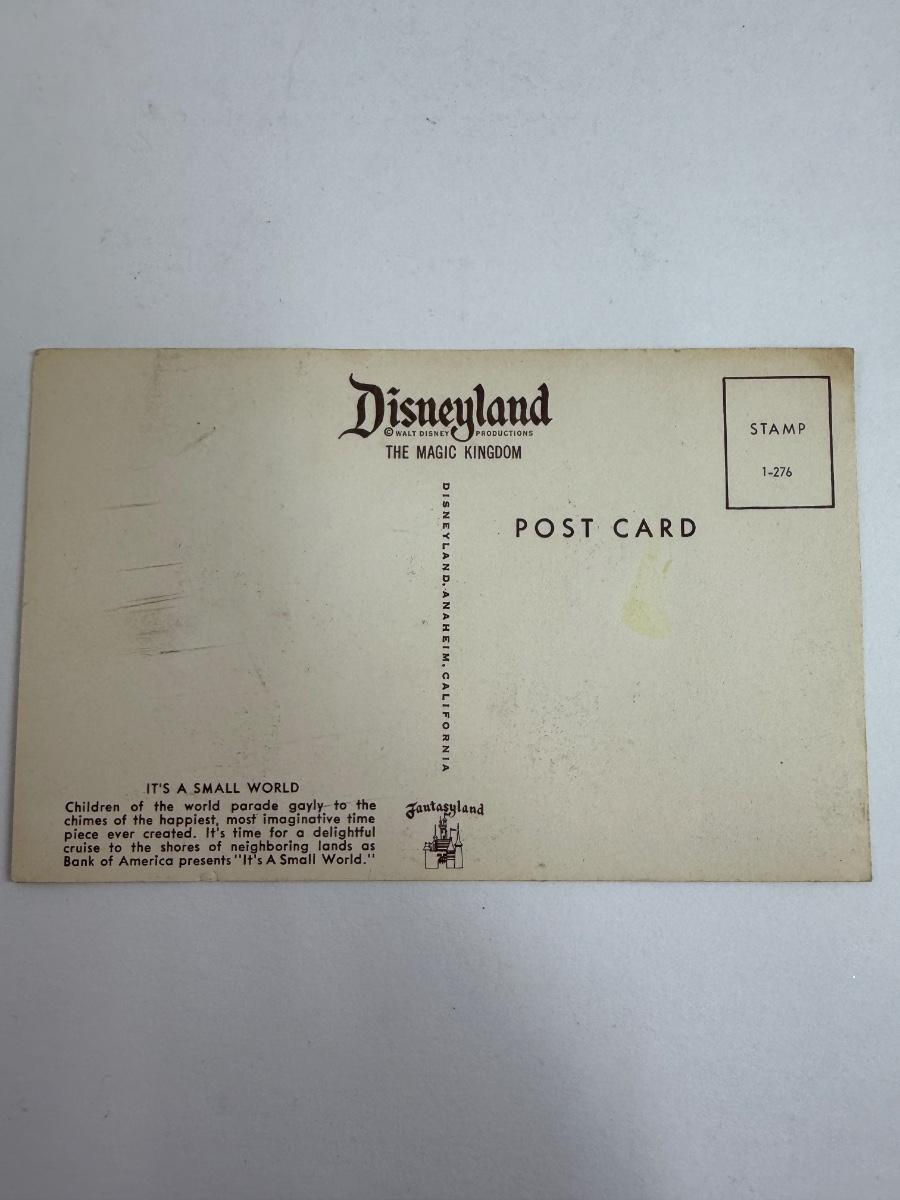 Disneyland
© WALT DISNEY PRODUCTIONS
THE MAGIC KINGDOM
STAMP
1-276
POST CARD
DISNEYLAND, ANAHEIM, CALIFORNIA
IT'S A SMALL WORLD
Children of the world parade gayly to the
chimes of the happiest, most imaginative time
piece ever created. It's time for a delightful
cruise to the shores of neighboring lands as
Bank of America presents "It's A Small World."
Fantasyland